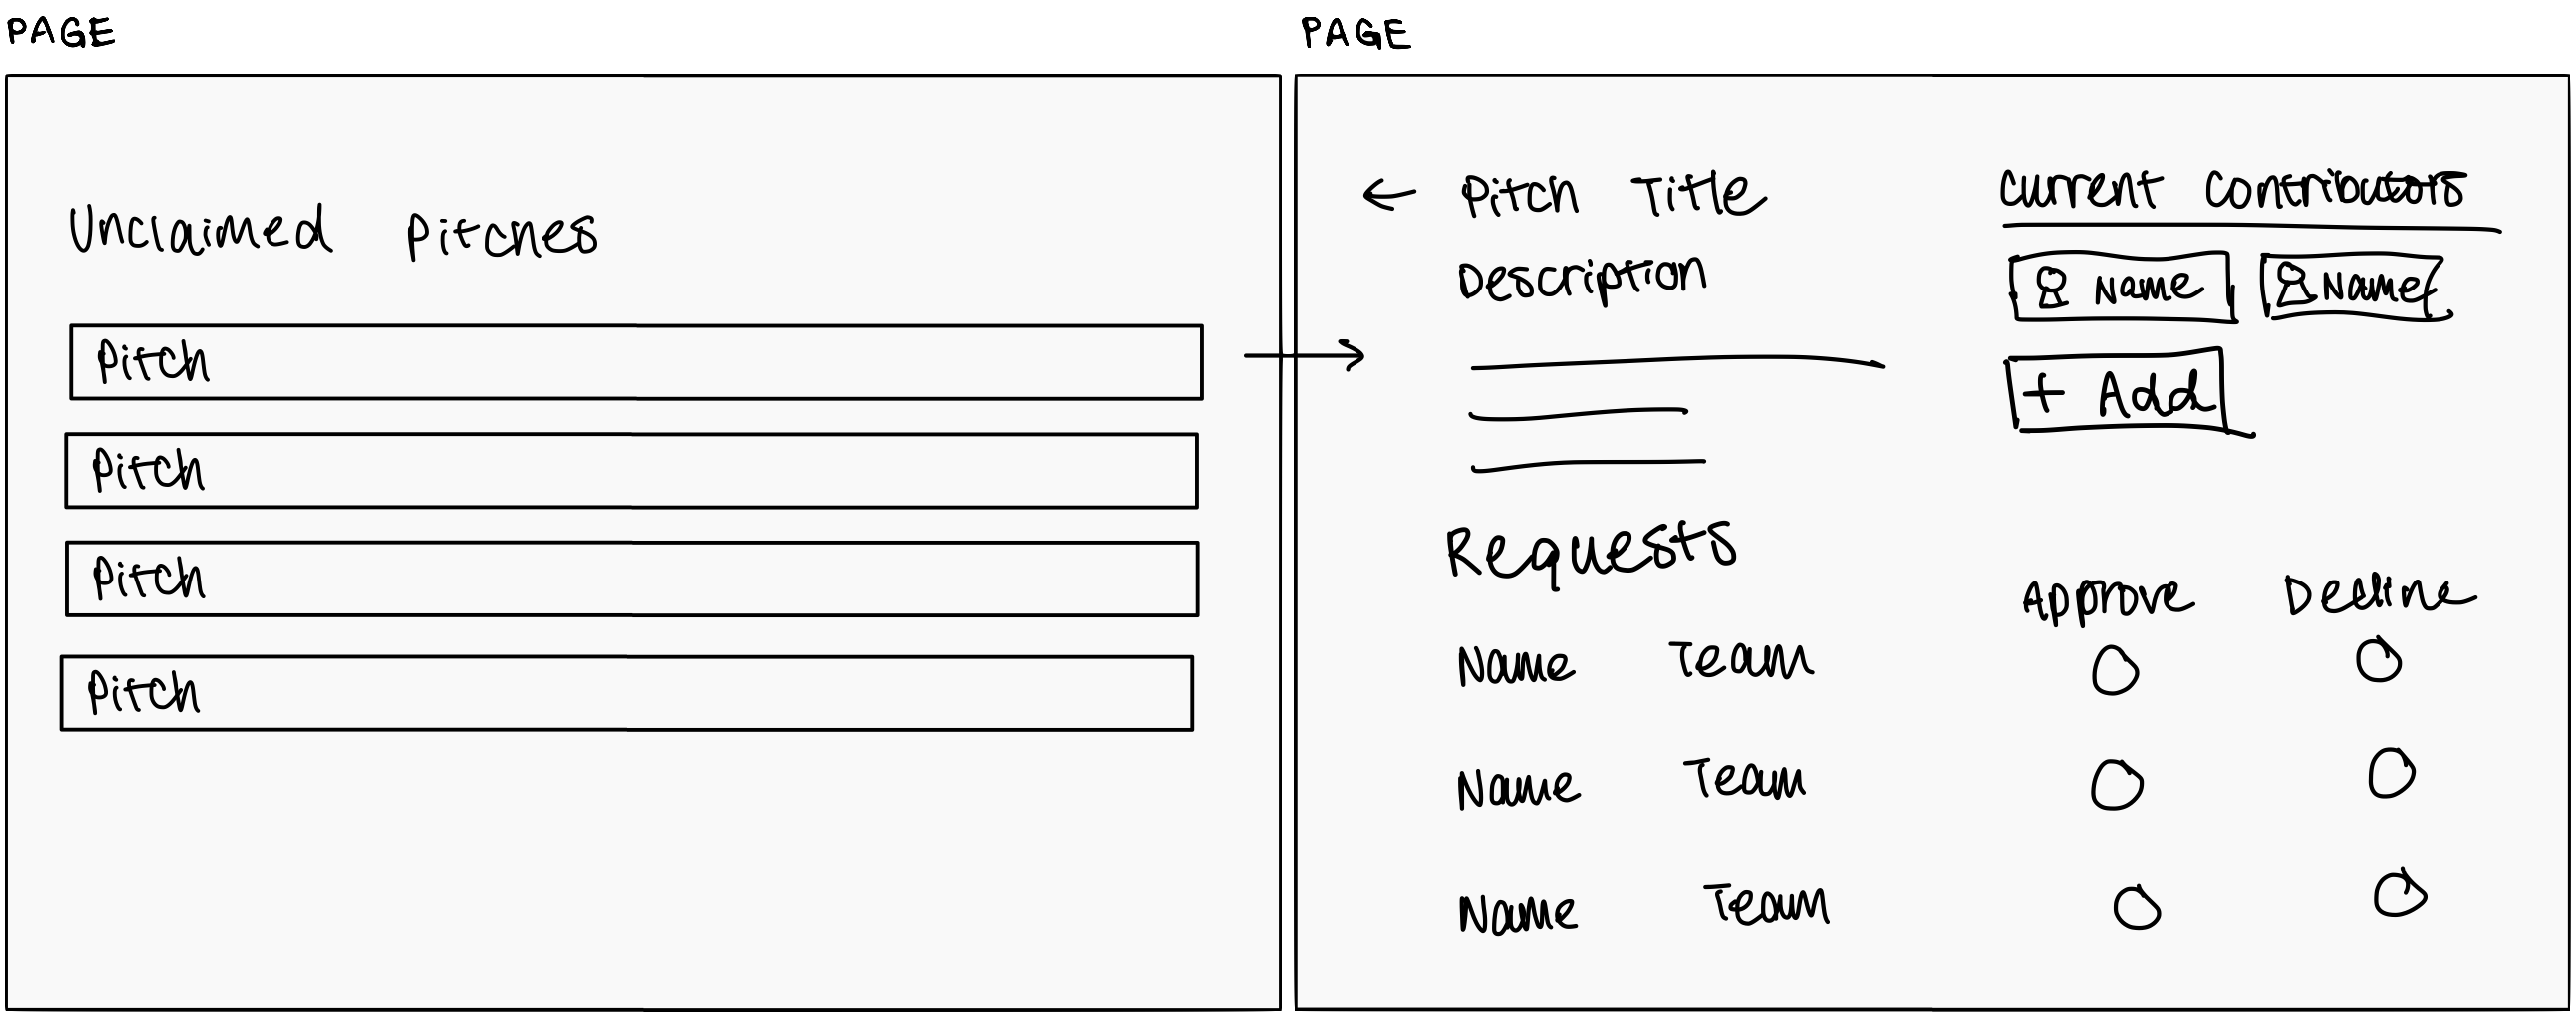 PAGE
Unclaimed Pitches
Pitch
Pitch
Pitch
Pitch
PAGE
← Pitch Title
Description
Current Contributors
Name Name
+ Add
Requests
Approve Decline
Name Team
Name Team
Name Team